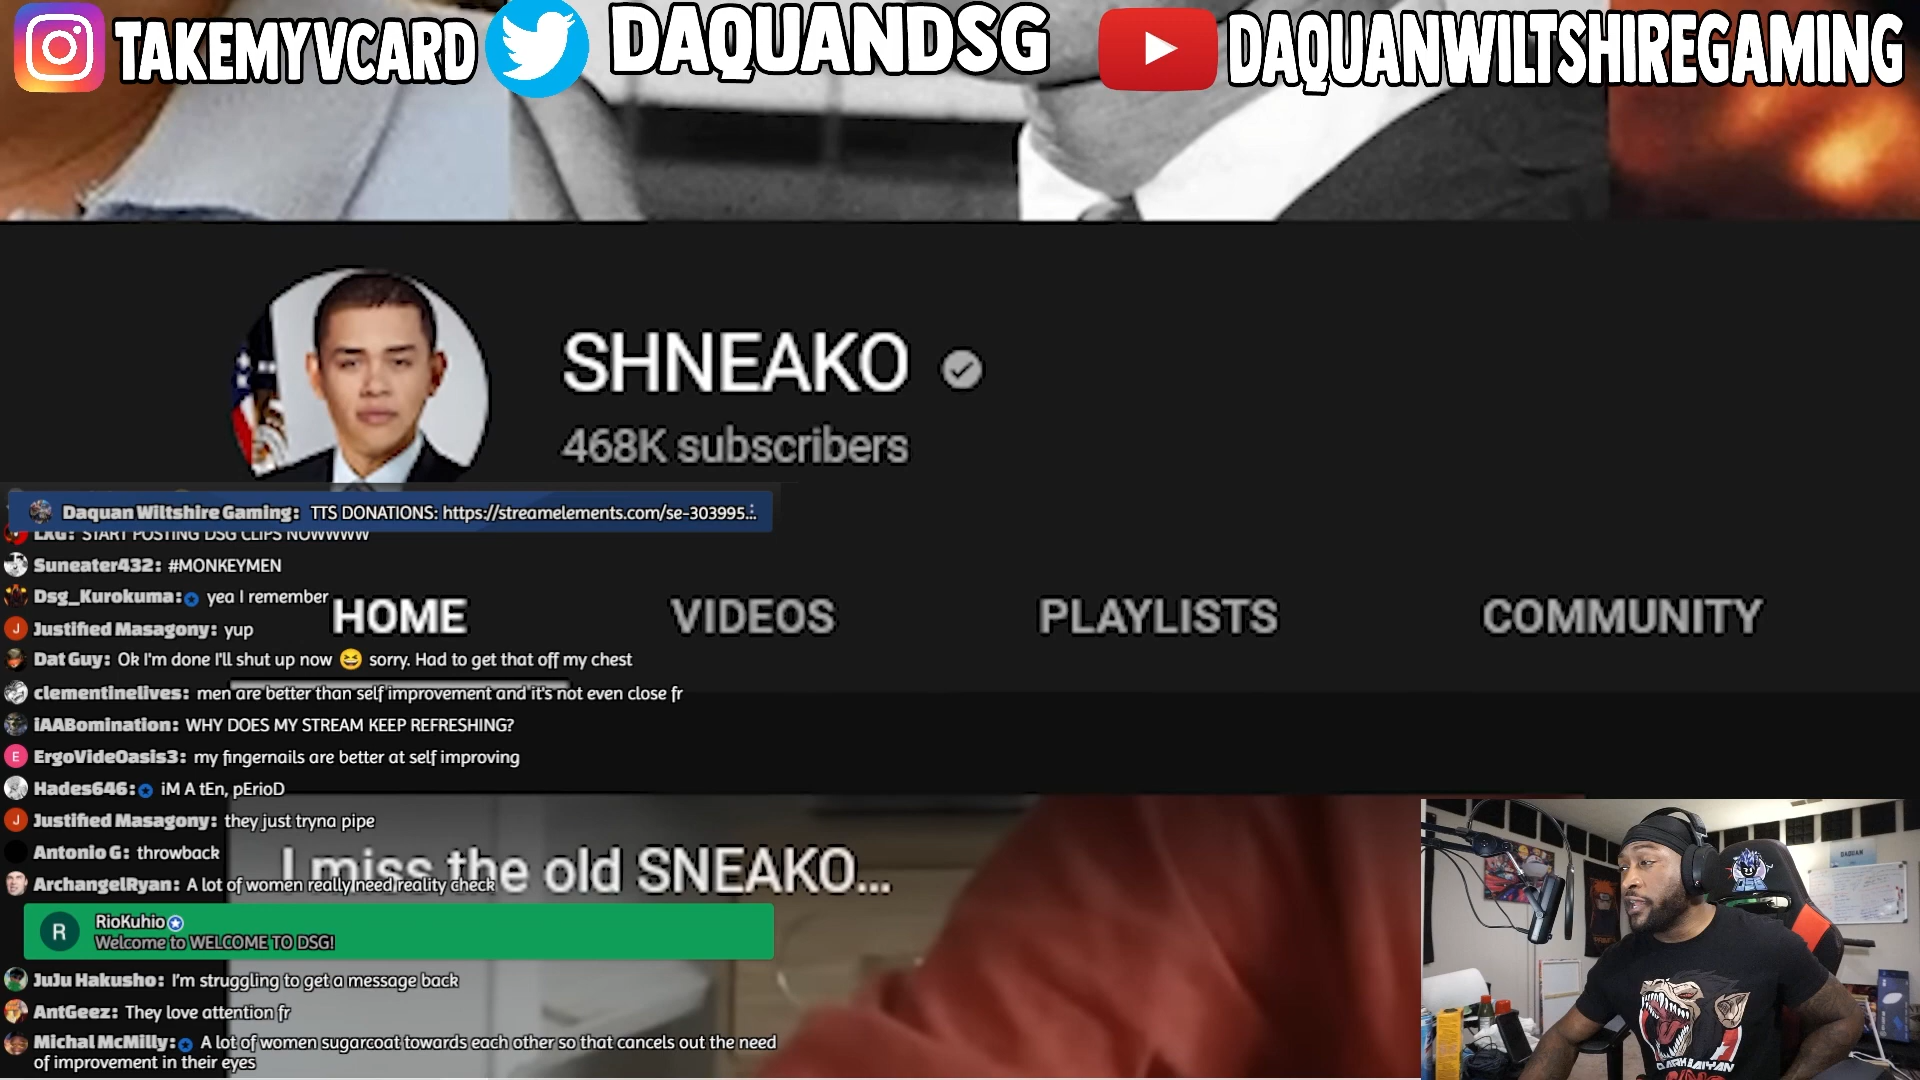 TAKEMYVCARD
DAQUANDSG
DAQUANWILTSHIREGAMING
SHNEAKO
468K subscribers
Daquan Wiltshire Gaming: TTS DONATIONS: https://streamelements.com/se-303995...
LXG: START POSTING DSG CLIPS NOWWWW
Suneater432: #MONKEYMEN
Dsg_Kurokuma: yea I remember
HOME
VIDEOS
PLAYLISTS
COMMUNITY
Justified Masagony: yup
Dat Guy: Ok I'm done I'll shut up now 😆 sorry. Had to get that off my chest
clementinelives: men are better than self improvement and it's not even close fr
iAABomination: WHY DOES MY STREAM KEEP REFRESHING?
ErgoVideOasis3: my fingernails are better at self improving
Hades646: iM A tEn, pErioD
Justified Masagony: they just tryna pipe
Antonio G: throwback
I miss the old SNEAKO...
ArchangelRyan: A lot of women really need reality check
R
RioKuhio
Welcome to WELCOME TO DSG!
JuJu Hakusho: I'm struggling to get a message back
AntGeez: They love attention fr
Michal McMilly: A lot of women sugarcoat towards each other so that cancels out the need
of improvement in their eyes